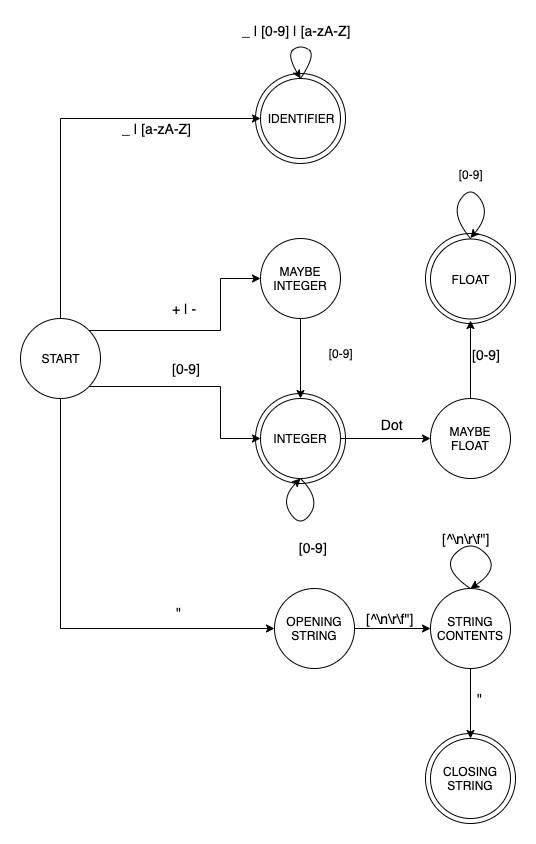 _ | [0-9] | [a-zA-Z]
IDENTIFIER
_ | [a-zA-Z]
[0-9]
MAYBE
INTEGER
FLOAT
+ | -
START
[0-9]
[0-9]
[0-9]
INTEGER
Dot
MAYBE
FLOAT
[0-9]
[^\n\r\f"]
"
OPENING
STRING
[^\n\r\f"]
STRING
CONTENTS
"
CLOSING
STRING